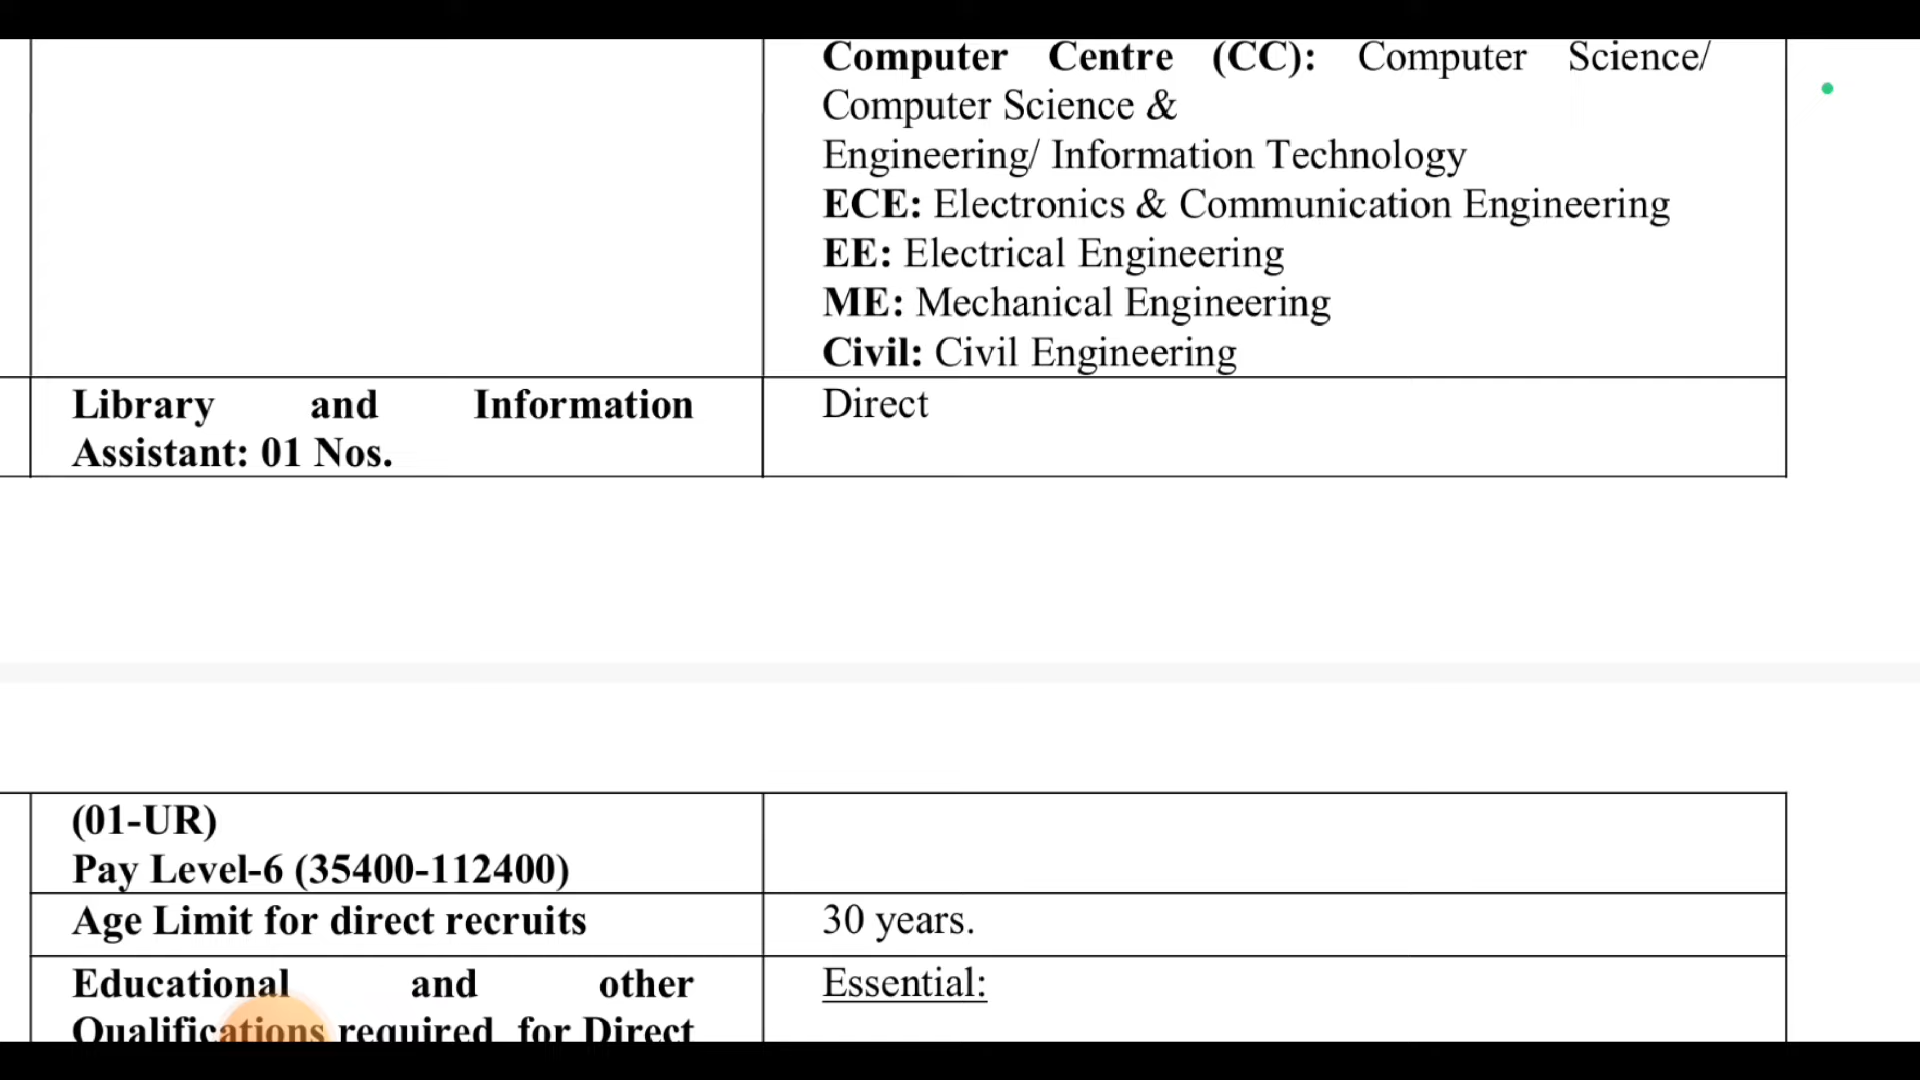 Computer Centre (CC): Computer Science/
Computer Science &
Engineering/ Information Technology
ECE: Electronics & Communication Engineering
EE: Electrical Engineering
ME: Mechanical Engineering
Civil: Civil Engineering
Library and Information
Assistant: 01 Nos.
Direct
(01-UR)
Pay Level-6 (35400-112400)
Age Limit for direct recruits
30 years.
Educational and other
Qualifications required for Direct
Essential: